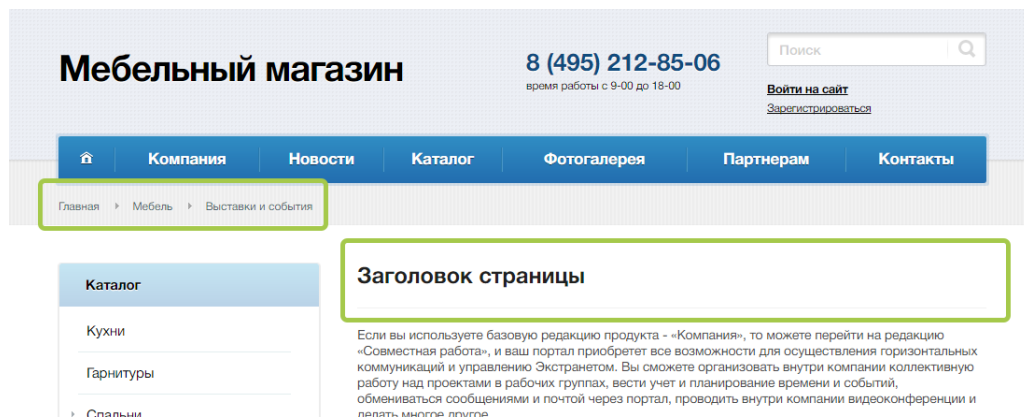 Мебельный магазин
8 (495) 212-85-06
время работы с 9-00 до 18-00
Поиск
Войти на сайт
Зарегистрироваться
Компания Новости Каталог Фотогалерея Партнерам Контакты
Главная Мебель Выставки и события
Каталог
Кухни
Гарнитуры
Спальни
Заголовок страницы
Если вы используете базовую редакцию продукта - «Компания», то можете перейти на редакцию
«Совместная работа», и ваш портал приобретет все возможности для осуществления горизонтальных
коммуникаций и управлению Экстранетом. Вы сможете организовать внутри компании коллективную
работу над проектами в рабочих группах, вести учет и планирование времени и событий,
обмениваться сообщениями и почтой через портал, проводить внутри компании видеоконференции и
делать многое другое.